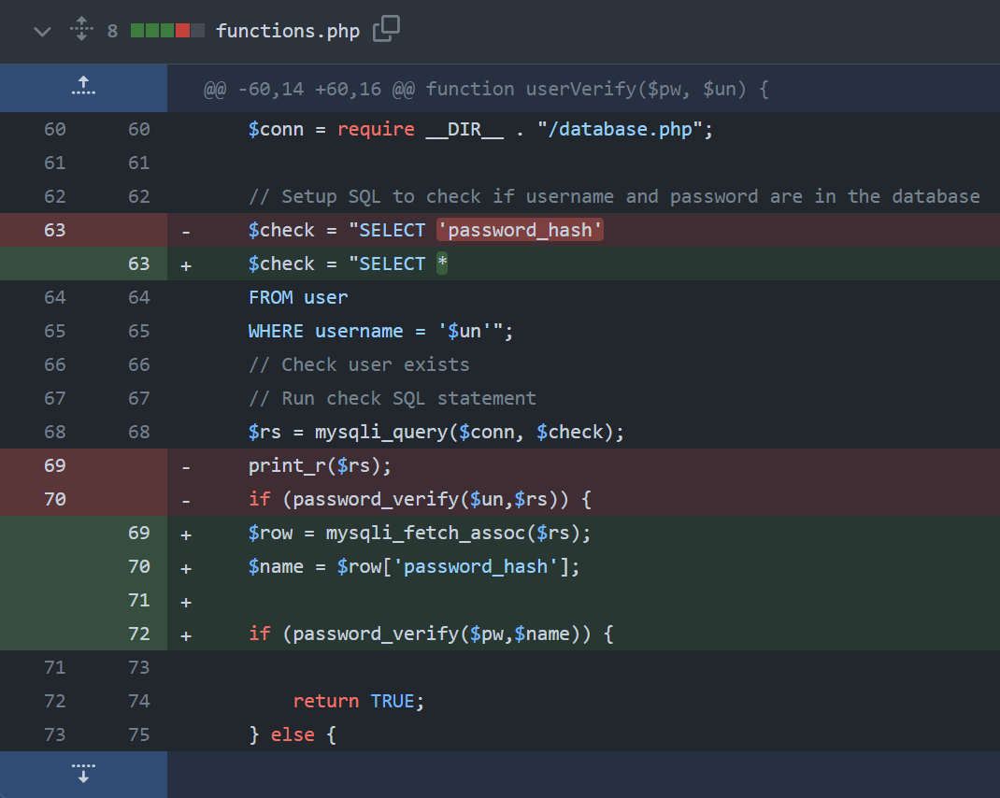 8 functions.php
@@ -60,14 +60,16 @@ function userVerify($pw, $un) {
60 60 $conn = require __DIR__ . "/database.php";
61 61
62 62 // Setup SQL to check if username and password are in the database
63 - $check = "SELECT 'password_hash'
63 + $check = "SELECT *
64 64 FROM user
65 65 WHERE username = '$un'";
66 66 // Check user exists
67 67 // Run check SQL statement
68 68 $rs = mysqli_query($conn, $check);
69 - print_r($rs);
70 - if (password_verify($un,$rs)) {
69 + $row = mysqli_fetch_assoc($rs);
70 + $name = $row['password_hash'];
71 +
72 + if (password_verify($pw,$name)) {
71 73
72 74 return TRUE;
73 75 } else {